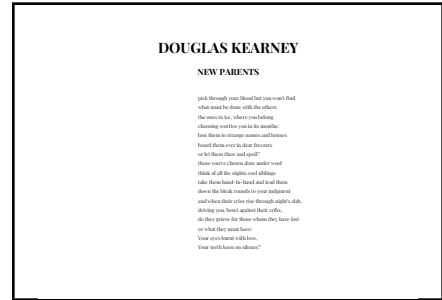 DOUGLAS KEARNEY
NEW PARENTS
pick through your blood but you won't find
what must be done with the others
the ones in ice, where you belong
choosing worries you in its mouths:
lose them to strange names and houses
board them ever in dear freezers
or let them thaw and spoil?
those you've chosen doze under wool
think of all the nights cool siblings
take them hand-in-hand and lead them
down the bleak rounds to your judgment
and when their cries rise through night's slab,
driving you, beset against their cribs,
do they grieve for those whom they have lost
or what they must have:
Your eyes burnt with love,
Your teeth keen on silence?